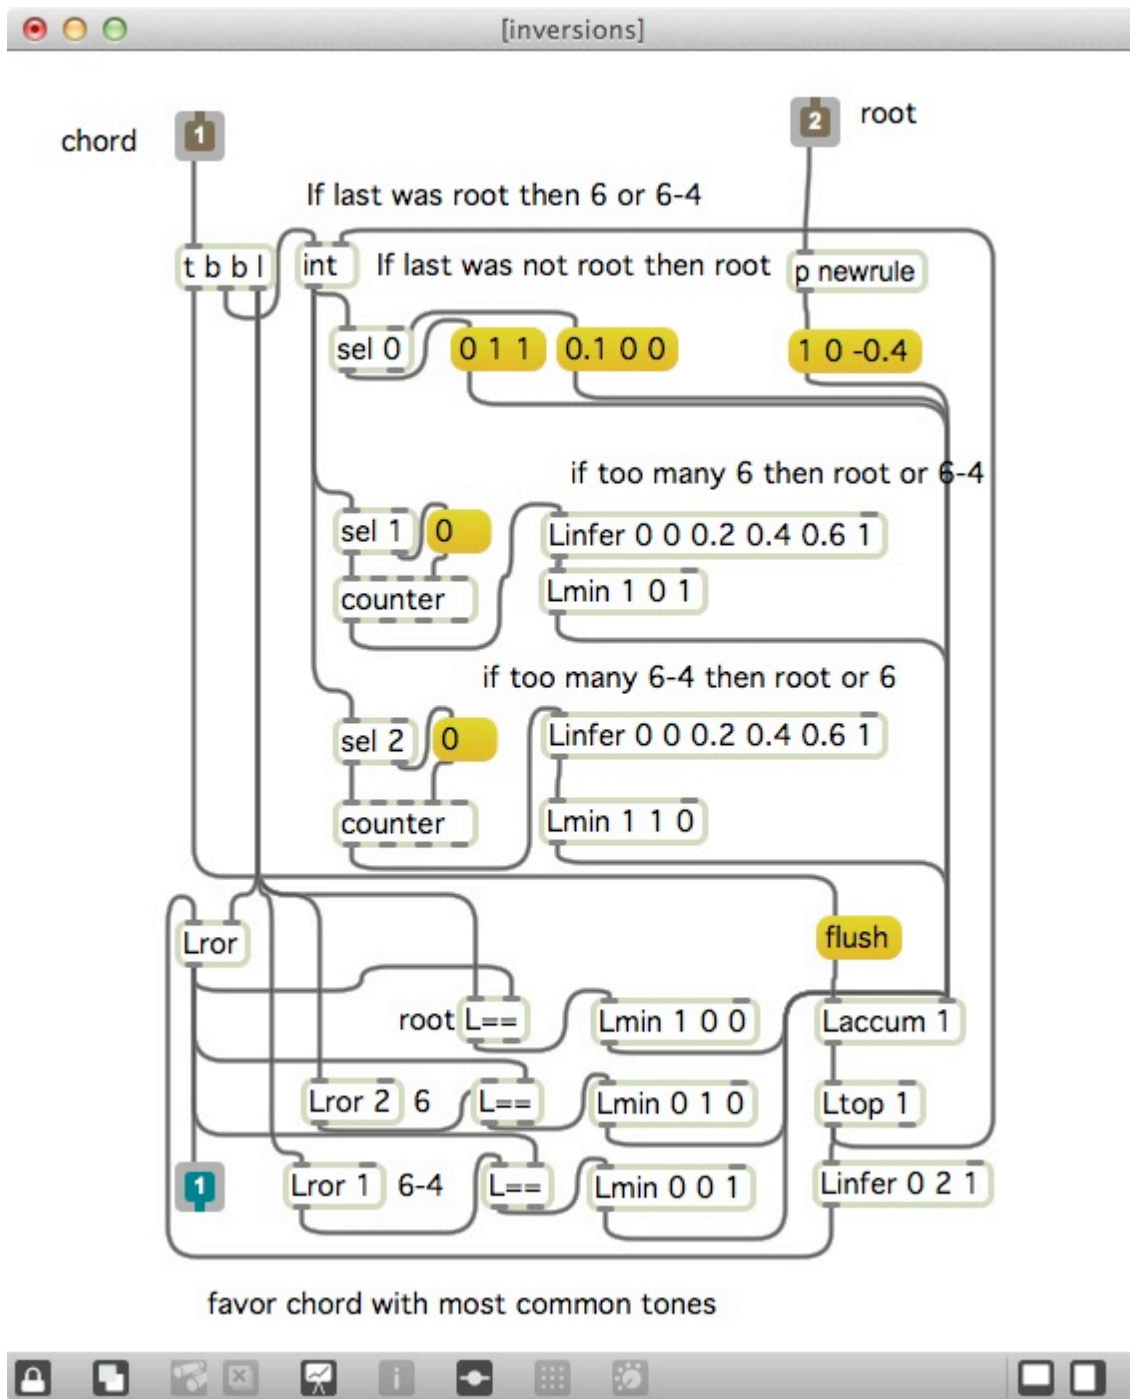 [inversions]
chord
1
2
root
If last was root then 6 or 6-4
t b b l
int
If last was not root then root
p newrule
sel 0
0 1 1
0.1 0 0
1 0 -0.4
if too many 6 then root or 6-4
sel 1
0
Linfer 0 0 0.2 0.4 0.6 1
counter
Lmin 1 0 1
if too many 6-4 then root or 6
sel 2
0
Linfer 0 0 0.2 0.4 0.6 1
counter
Lmin 1 1 0
Lror
flush
root
L==
Lmin 1 0 0
Laccum 1
Lror 2
6
L==
Lmin 0 1 0
Ltop 1
1
Lror 1
6-4
L==
Lmin 0 0 1
Linfer 0 2 1
favor chord with most common tones
i